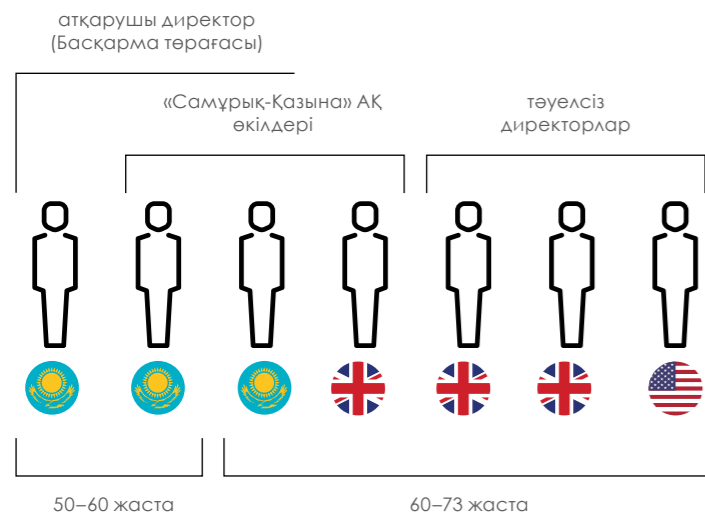 атқарушы директор
(Басқарма төрағасы)
«Самұрық-Қазына» АҚ
өкілдері
тәуелсіз
директорлар
50–60 жаста
60–73 жаста